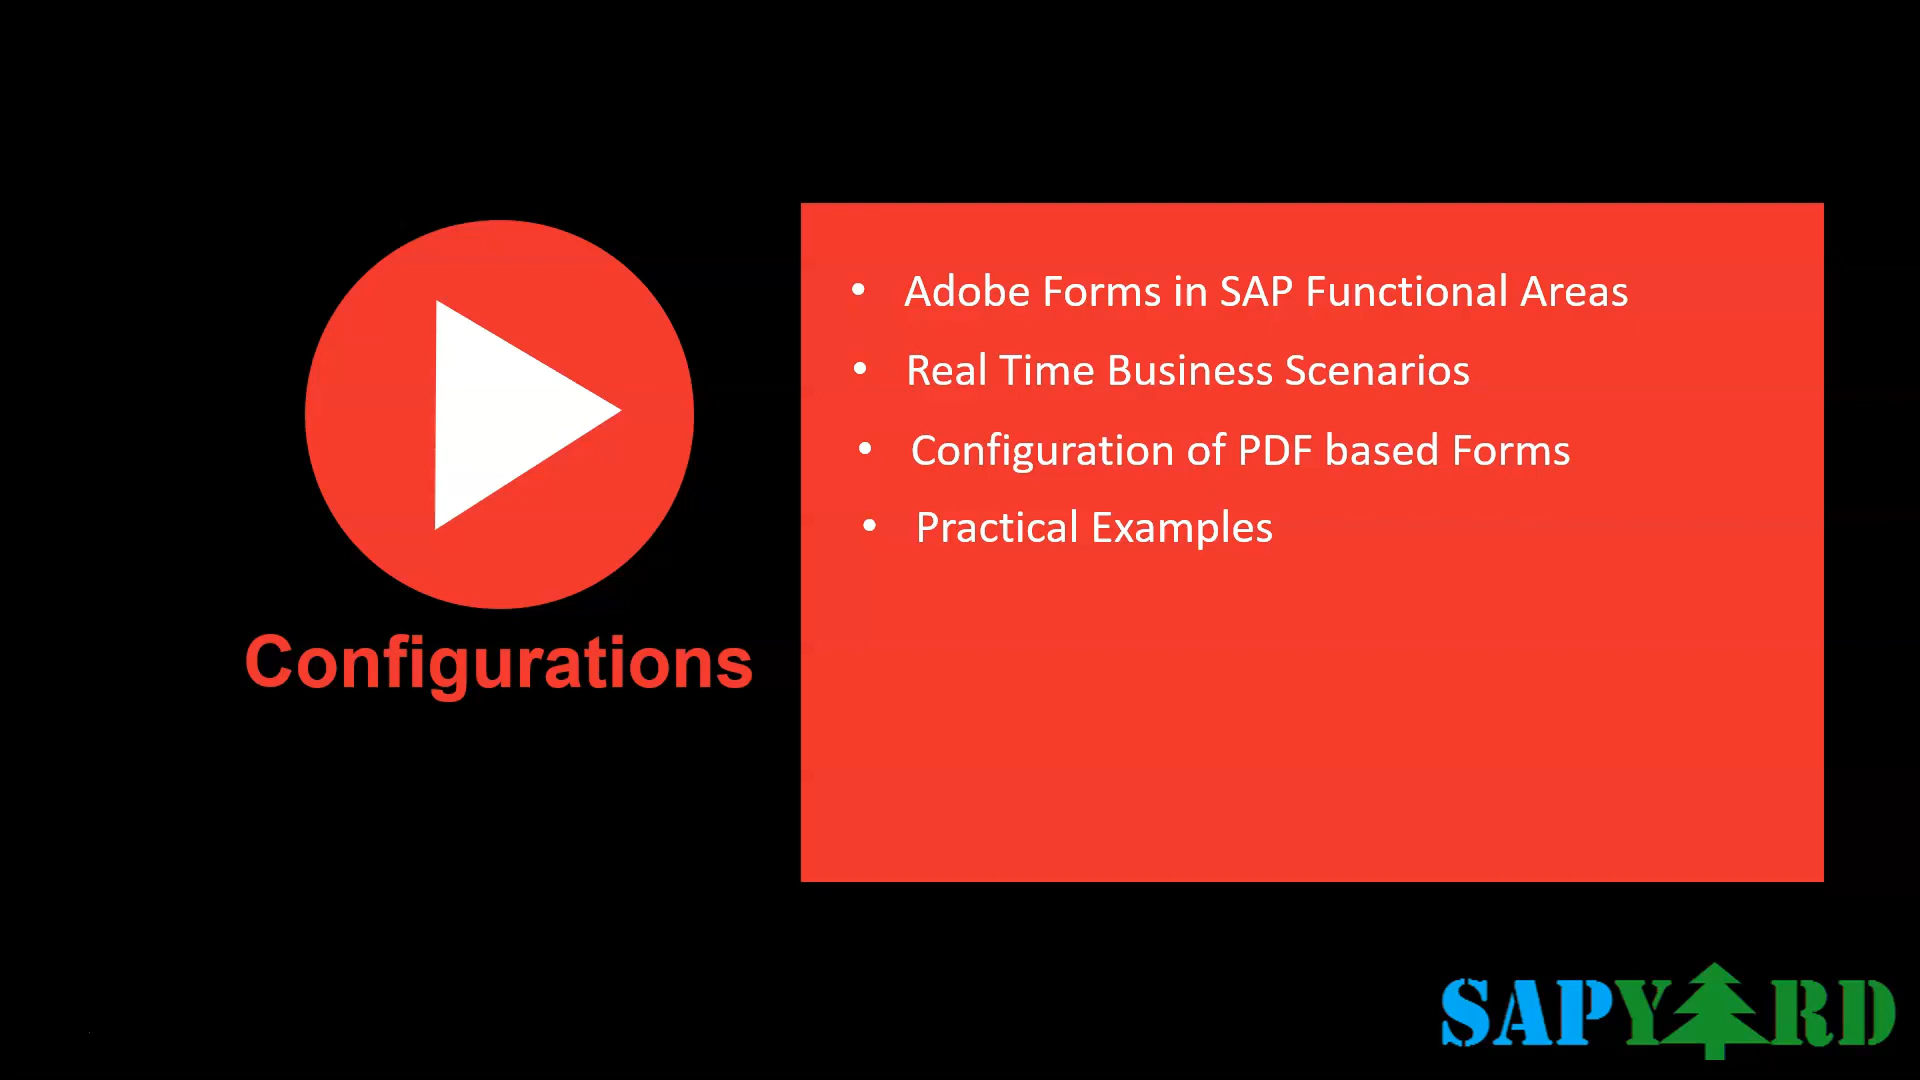 • Adobe Forms in SAP Functional Areas
• Real Time Business Scenarios
• Configuration of PDF based Forms
• Practical Examples
Configurations
SAPYARD